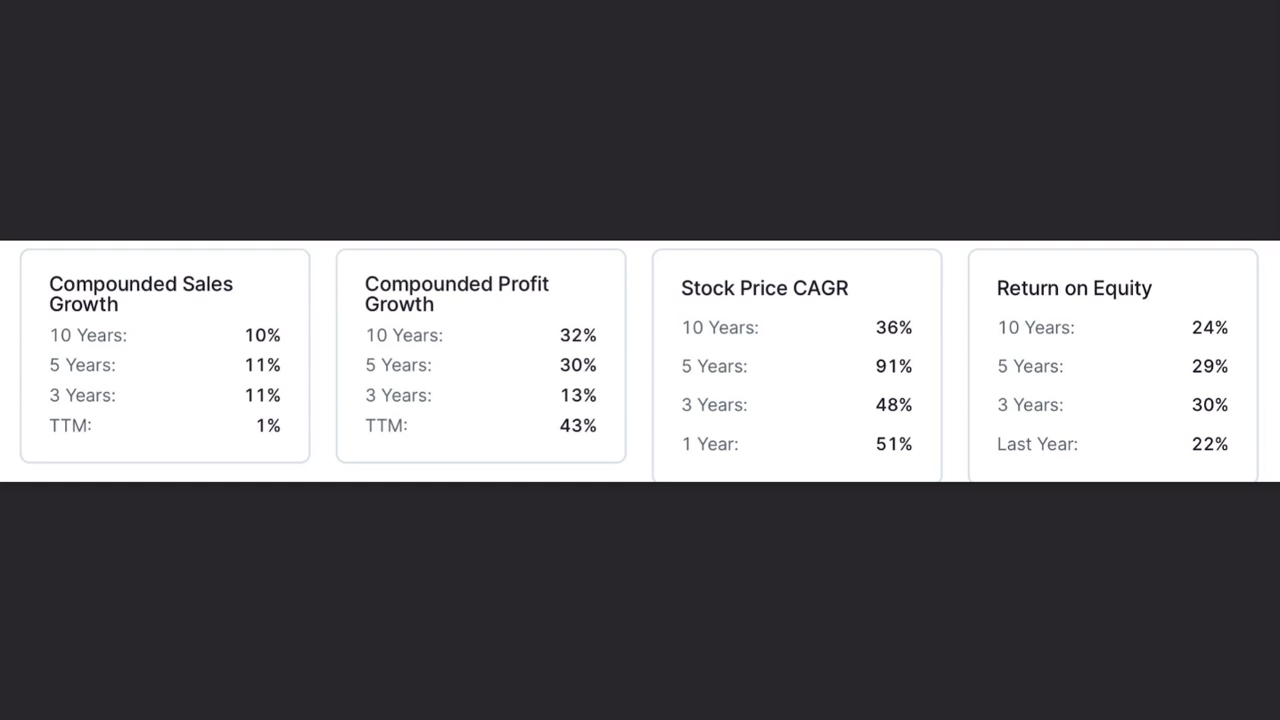 Compounded Sales
Growth
10 Years: 10%
5 Years: 11%
3 Years: 11%
TTM: 1%
Compounded Profit
Growth
10 Years: 32%
5 Years: 30%
3 Years: 13%
TTM: 43%
Stock Price CAGR
10 Years: 36%
5 Years: 91%
3 Years: 48%
1 Year: 51%
Return on Equity
10 Years: 24%
5 Years: 29%
3 Years: 30%
Last Year: 22%